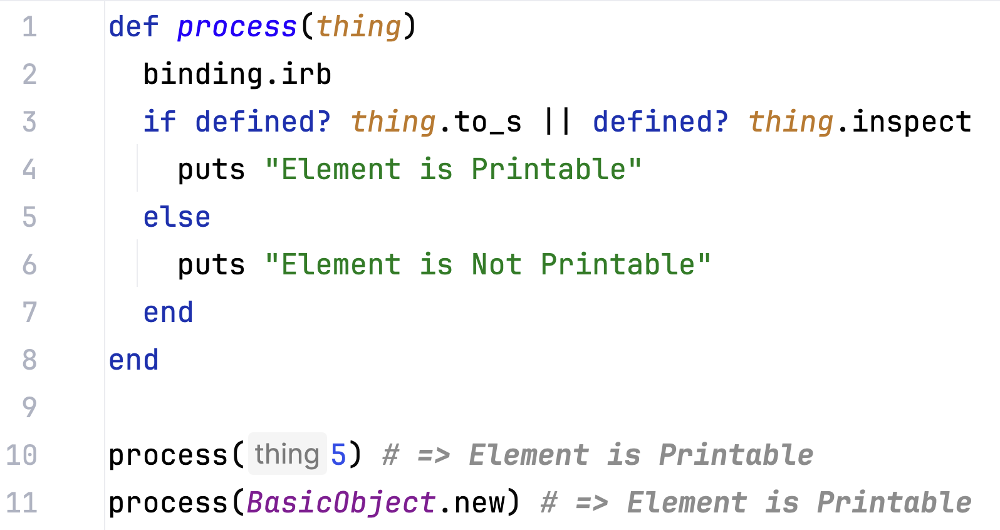 1 def process(thing)
2 binding.irb
3 if defined? thing.to_s || defined? thing.inspect
4 puts "Element is Printable"
5 else
6 puts "Element is Not Printable"
7 end
8 end
9
10 process( thing 5) # => Element is Printable
11 process(BasicObject.new) # => Element is Printable